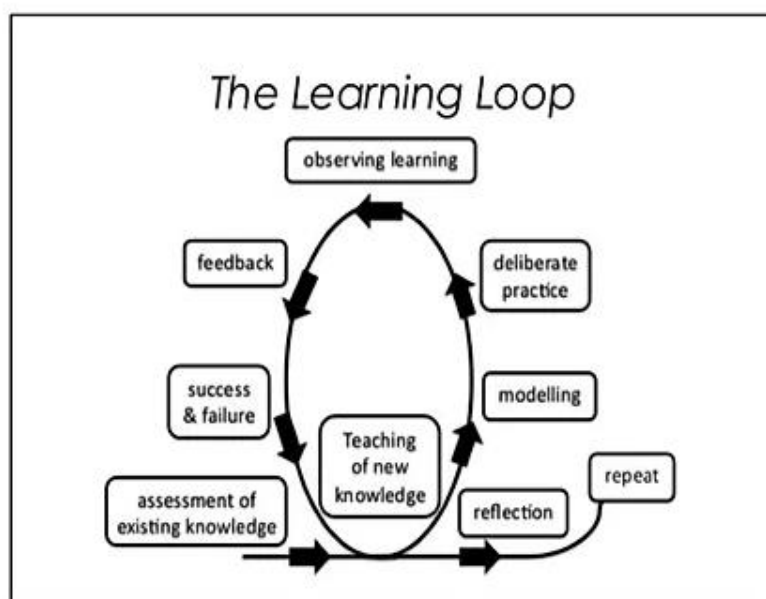 The Learning Loop
observing learning
feedback
deliberate
practice
success
& failure
modelling
Teaching
of new
knowledge
assessment of
existing knowledge
reflection
repeat